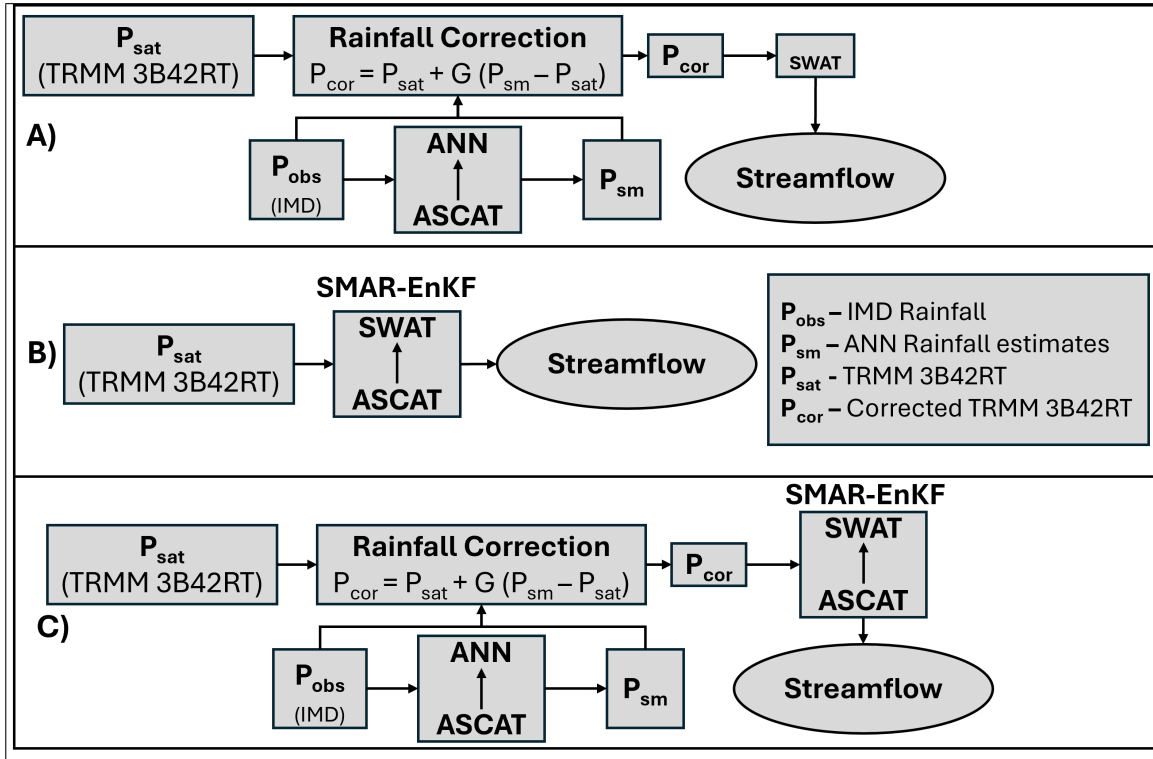 P_sat
(TRMM 3B42RT)
Rainfall Correction
P_cor = P_sat + G (P_sm – P_sat)
P_cor
SWAT
A)
P_obs
(IMD)
ANN
ASCAT
P_sm
Streamflow
SMAR-EnKF
B)
P_sat
(TRMM 3B42RT)
SWAT
ASCAT
Streamflow
P_obs – IMD Rainfall
P_sm – ANN Rainfall estimates
P_sat - TRMM 3B42RT
P_cor – Corrected TRMM 3B42RT
SMAR-EnKF
P_sat
(TRMM 3B42RT)
Rainfall Correction
P_cor = P_sat + G (P_sm – P_sat)
P_cor
SWAT
ASCAT
C)
P_obs
(IMD)
ANN
ASCAT
P_sm
Streamflow